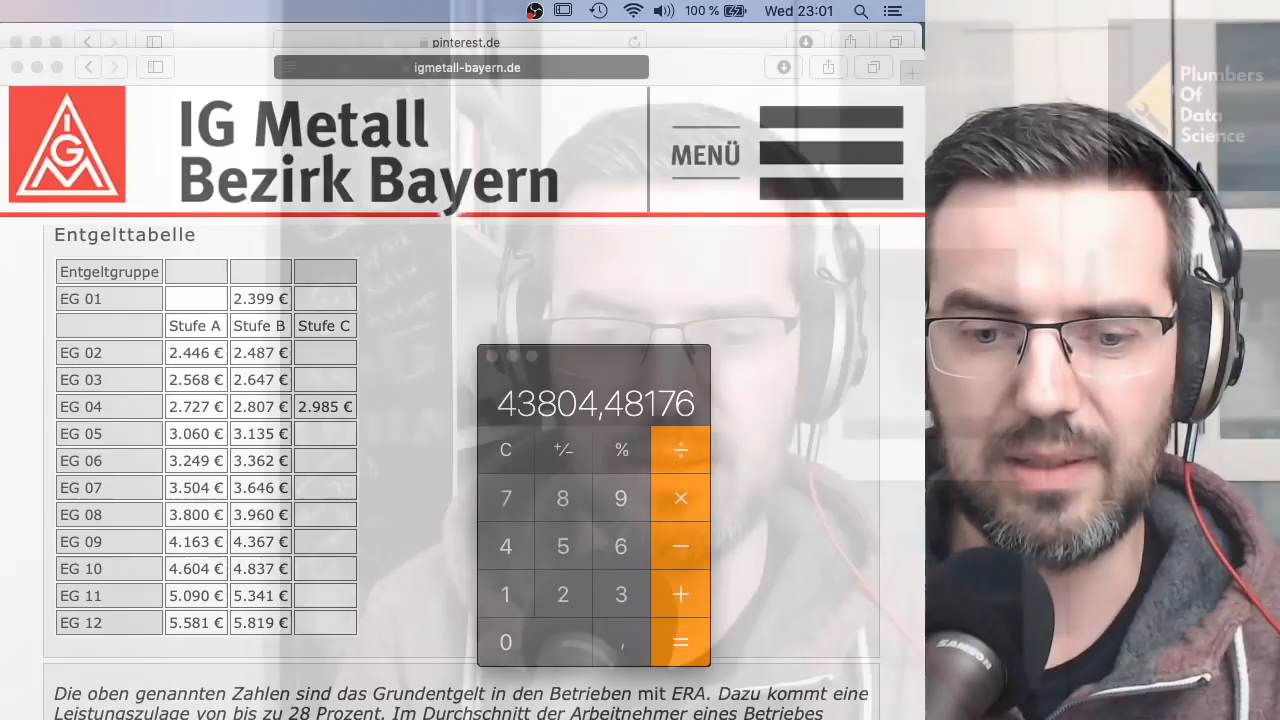 100 % Wed 23:01
pinterest.de
igmetall-bayern.de
Plumbers
Of
Data
Science
IGM
IG Metall
Bezirk Bayern
MENÜ
Entgelttabelle
Entgeltgruppe
EG 01 2.399 €
Stufe A Stufe B Stufe C
EG 02 2.446 € 2.487 €
EG 03 2.568 € 2.647 €
EG 04 2.727 € 2.807 € 2.985 €
EG 05 3.060 € 3.135 €
EG 06 3.249 € 3.362 €
EG 07 3.504 € 3.646 €
EG 08 3.800 € 3.960 €
EG 09 4.163 € 4.367 €
EG 10 4.604 € 4.837 €
EG 11 5.090 € 5.341 €
EG 12 5.581 € 5.819 €
43804,48176
C +/− % ÷
7 8 9 ×
4 5 6 −
1 2 3 +
0 , =
Die oben genannten Zahlen sind das Grundentgelt in den Betrieben mit ERA. Dazu kommt eine
Leistungszulage von bis zu 28 Prozent. Im Durchschnitt der Arbeitnehmer eines Betriebes
SAMSON